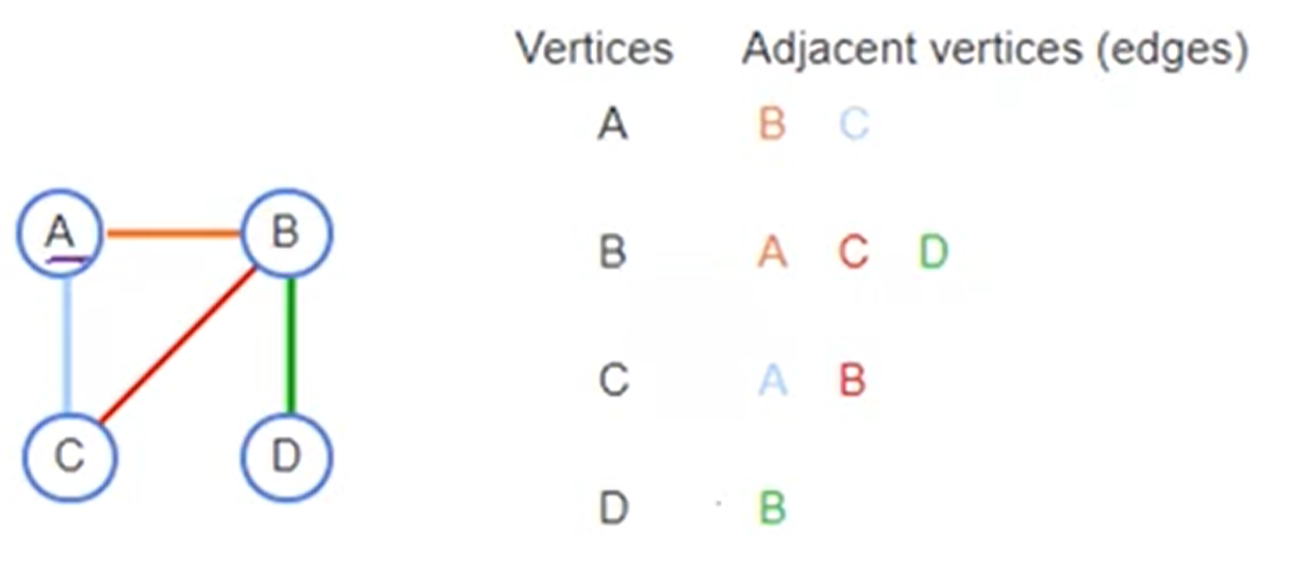 Vertices Adjacent vertices (edges)
A B C
A B
B A C D
C A B
C D
D B